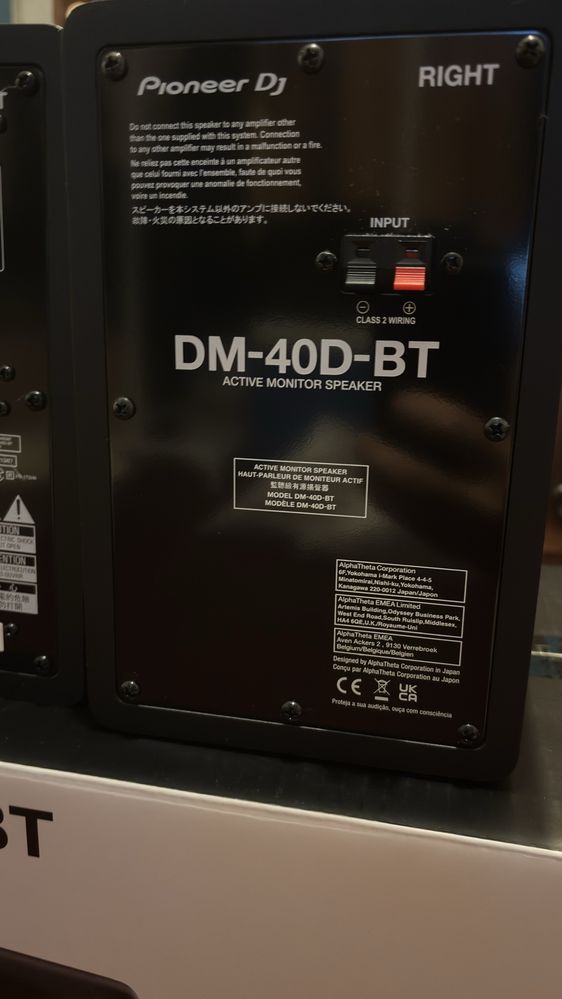 Pioneer Dj
RIGHT
Do not connect this speaker to any amplifier other
than the one supplied with this system. Connection
to any other amplifier may result in a malfunction or a fire.
Ne reliez pas cette enceinte à un amplificateur autre
que celui fourni avec l'ensemble, faute de quoi vous
pouvez provoquer une anomalie de fonctionnement,
voire un incendie.
スピーカーを本システム以外のアンプに接続しないでください。
故障・火災の原因となることがあります。
INPUT
⊖ ⊕
CLASS 2 WIRING
DM-40D-BT
ACTIVE MONITOR SPEAKER
ACTIVE MONITOR SPEAKER
HAUT-PARLEUR DE MONITEUR ACTIF
監聽級有源揚聲器
MODEL DM-40D-BT
MODÈLE DM-40D-BT
AlphaTheta Corporation
6F,Yokohama i-Mark Place 4-4-5
Minatomirai,Nishi-ku,Yokohama,
Kanagawa 220-0012 Japan/Japon
AlphaTheta EMEA Limited
Artemis Building,Odyssey Business Park,
West End Road,South Ruislip,Middlesex,
HA4 6QE,U.K./Royaume-Uni
AlphaTheta EMEA
Aven Ackers 2 , 9130 Verrebroek
Belgium/Belgique/Belgien
Designed by AlphaTheta Corporation in Japan
Conçu par AlphaTheta Corporation au Japon
CE
UK
CA
Proteja a sua audição, ouça com consciência
BT